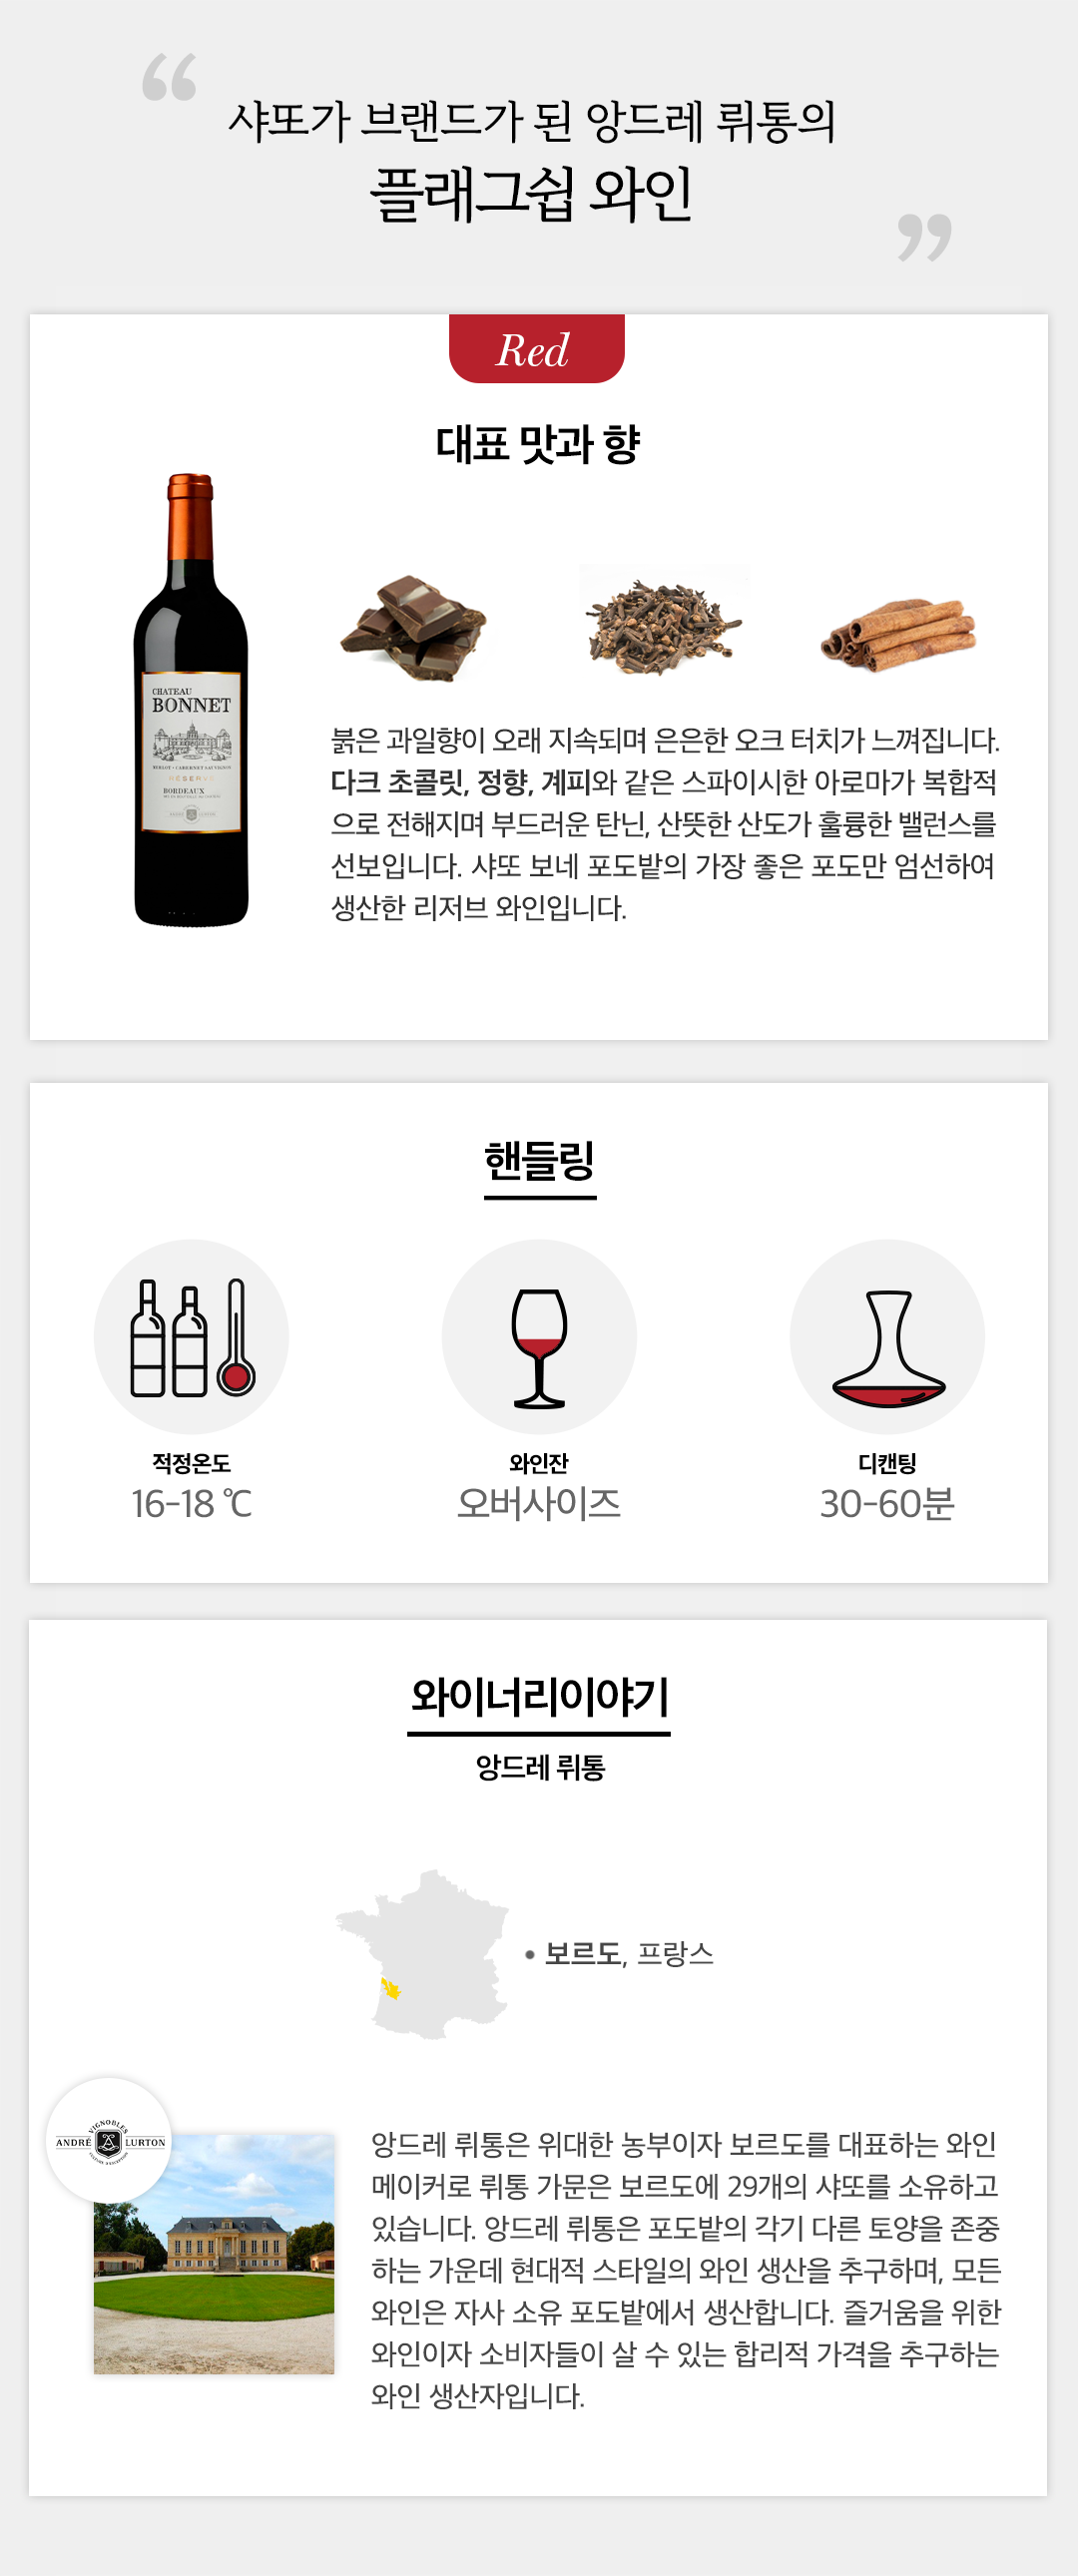 “
샤또가 브랜드가 된 앙드레 뤼통의
플래그쉽 와인
”
Red
대표 맛과 향
CHATEAU
BONNET
MERLOT - CABERNET SAUVIGNON
RÉSERVE
BORDEAUX
붉은 과일향이 오래 지속되며 은은한 오크 터치가 느껴집니다.
다크 초콜릿, 정향, 계피와 같은 스파이시한 아로마가 복합적
으로 전해지며 부드러운 탄닌, 산뜻한 산도가 훌륭한 밸런스를
선보입니다. 샤또 보네 포도밭의 가장 좋은 포도만 엄선하여
생산한 리저브 와인입니다.
핸들링
적정온도
16-18 ℃
와인잔
오버사이즈
디캔팅
30-60분
와이너리이야기
앙드레 뤼통
• 보르도, 프랑스
VIGNOBLES
ANDRÉ LURTON
앙드레 뤼통은 위대한 농부이자 보르도를 대표하는 와인
메이커로 뤼통 가문은 보르도에 29개의 샤또를 소유하고
있습니다. 앙드레 뤼통은 포도밭의 각기 다른 토양을 존중
하는 가운데 현대적 스타일의 와인 생산을 추구하며, 모든
와인은 자사 소유 포도밭에서 생산합니다. 즐거움을 위한
와인이자 소비자들이 살 수 있는 합리적 가격을 추구하는
와인 생산자입니다.